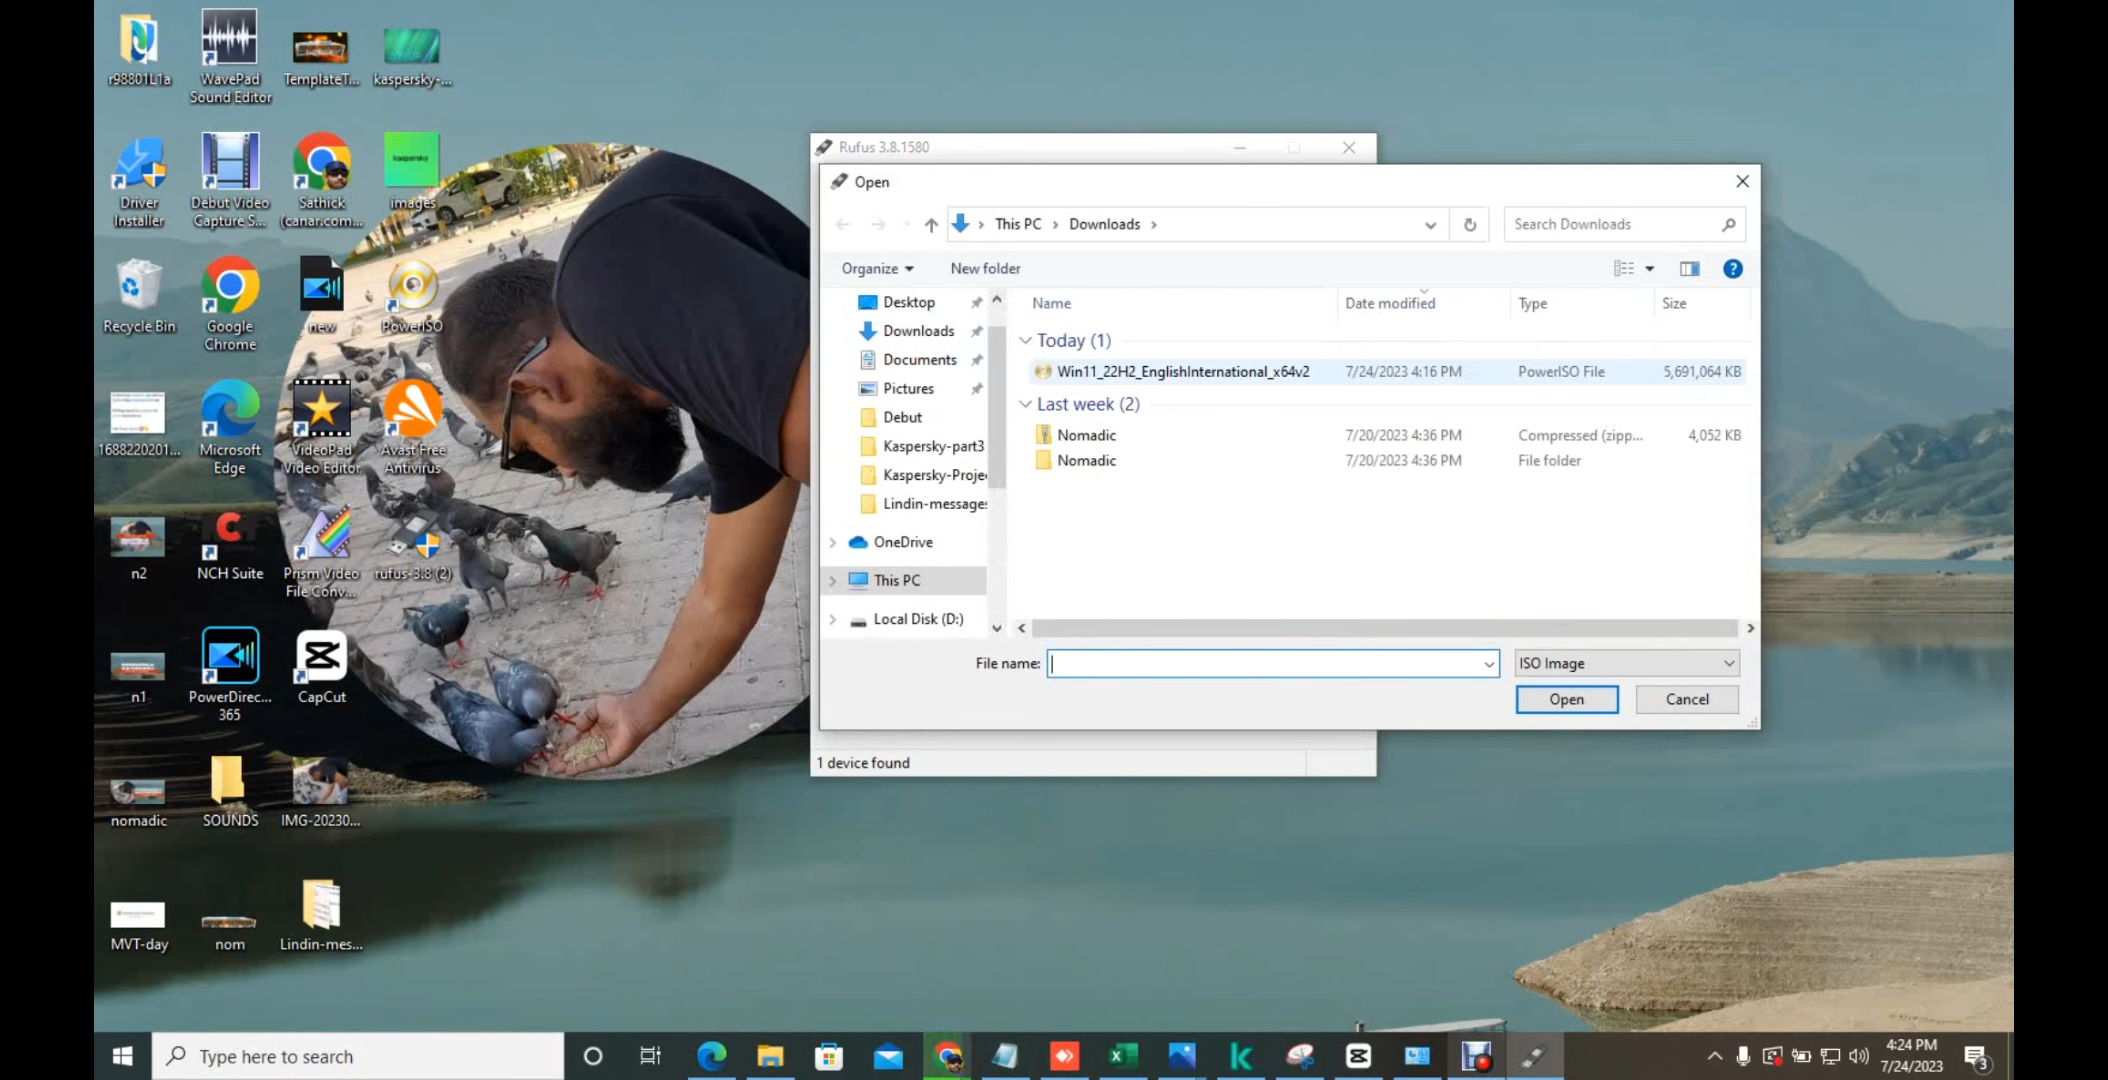 r98801L1a
WavePad
Sound Editor
TemplateT...
kaspersky-...
Driver
Installer
Debut Video
Capture S...
Sathick
(canar.com...
kaspersky
images
Recycle Bin
Google
Chrome
new
PowerISO
1688220201...
Microsoft
Edge
VideoPad
Video Editor
Avast Free
Antivirus
n2
NCH Suite
Prism Video
File Conv...
rufus-3.8 (2)
n1
PowerDirec...
365
CapCut
nomadic
SOUNDS
IMG-20230...
MVT-day
nom
Lindin-mes...
Rufus 3.8.1580
Open
This PC › Downloads ›
Search Downloads
Organize
New folder
Desktop
Downloads
Documents
Pictures
Debut
Kaspersky-part3
Kaspersky-Proje
Lindin-messages
OneDrive
This PC
Local Disk (D:)
Name Date modified Type Size
Today (1)
Win11_22H2_EnglishInternational_x64v2 7/24/2023 4:16 PM PowerISO File 5,691,064 KB
Last week (2)
Nomadic 7/20/2023 4:36 PM Compressed (zipp... 4,052 KB
Nomadic 7/20/2023 4:36 PM File folder
File name:
ISO Image
Open
Cancel
1 device found
Type here to search
4:24 PM
7/24/2023
3